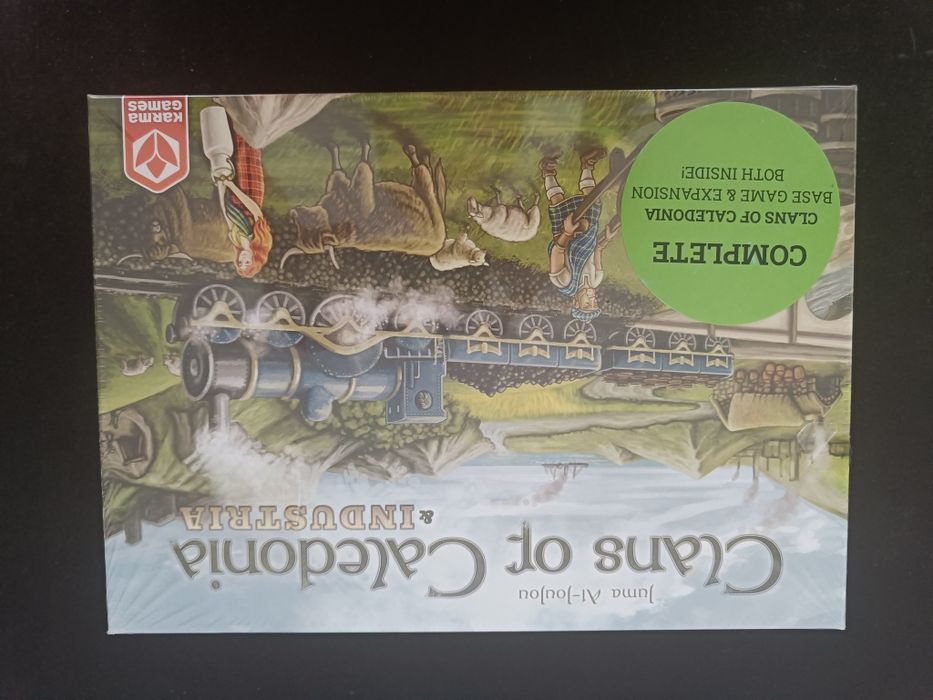 Juma Al-JouJou
Clans of Caledonia
& INDUSTRIA
COMPLETE
CLANS OF CALEDONIA
BASE GAME & EXPANSION
BOTH INSIDE!
Karma
Games